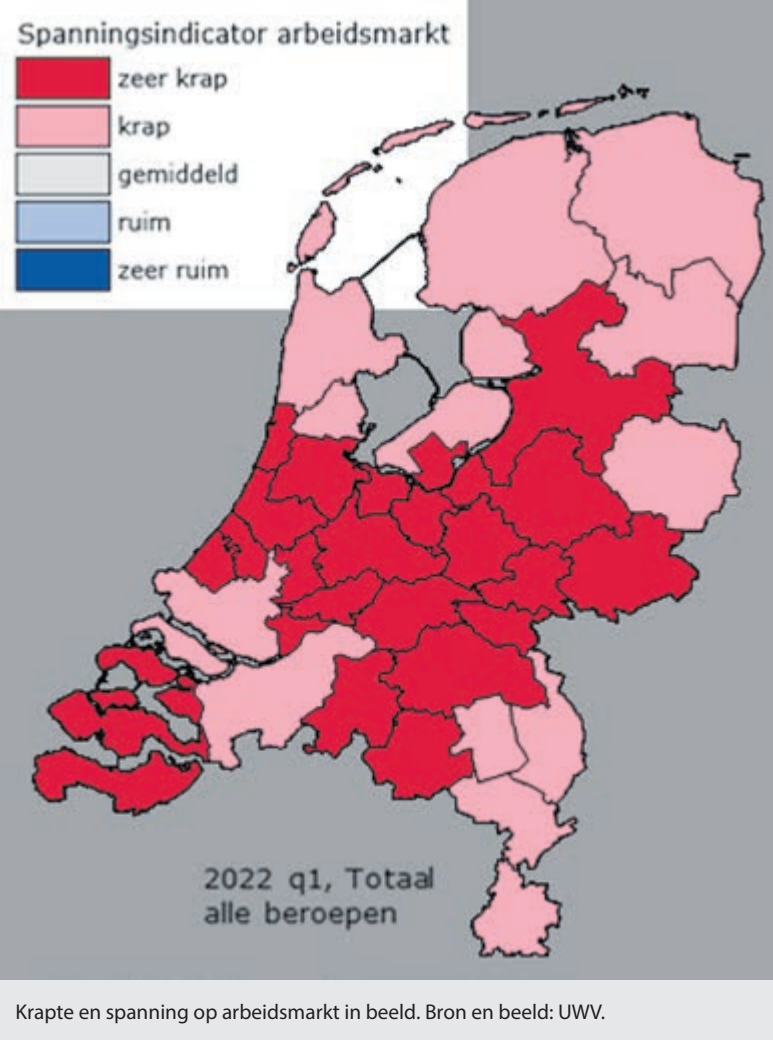 Spanningsindicator arbeidsmarkt
zeer krap
krap
gemiddeld
ruim
zeer ruim
2022 q1, Totaal
alle beroepen
Krapte en spanning op arbeidsmarkt in beeld. Bron en beeld: UWV.